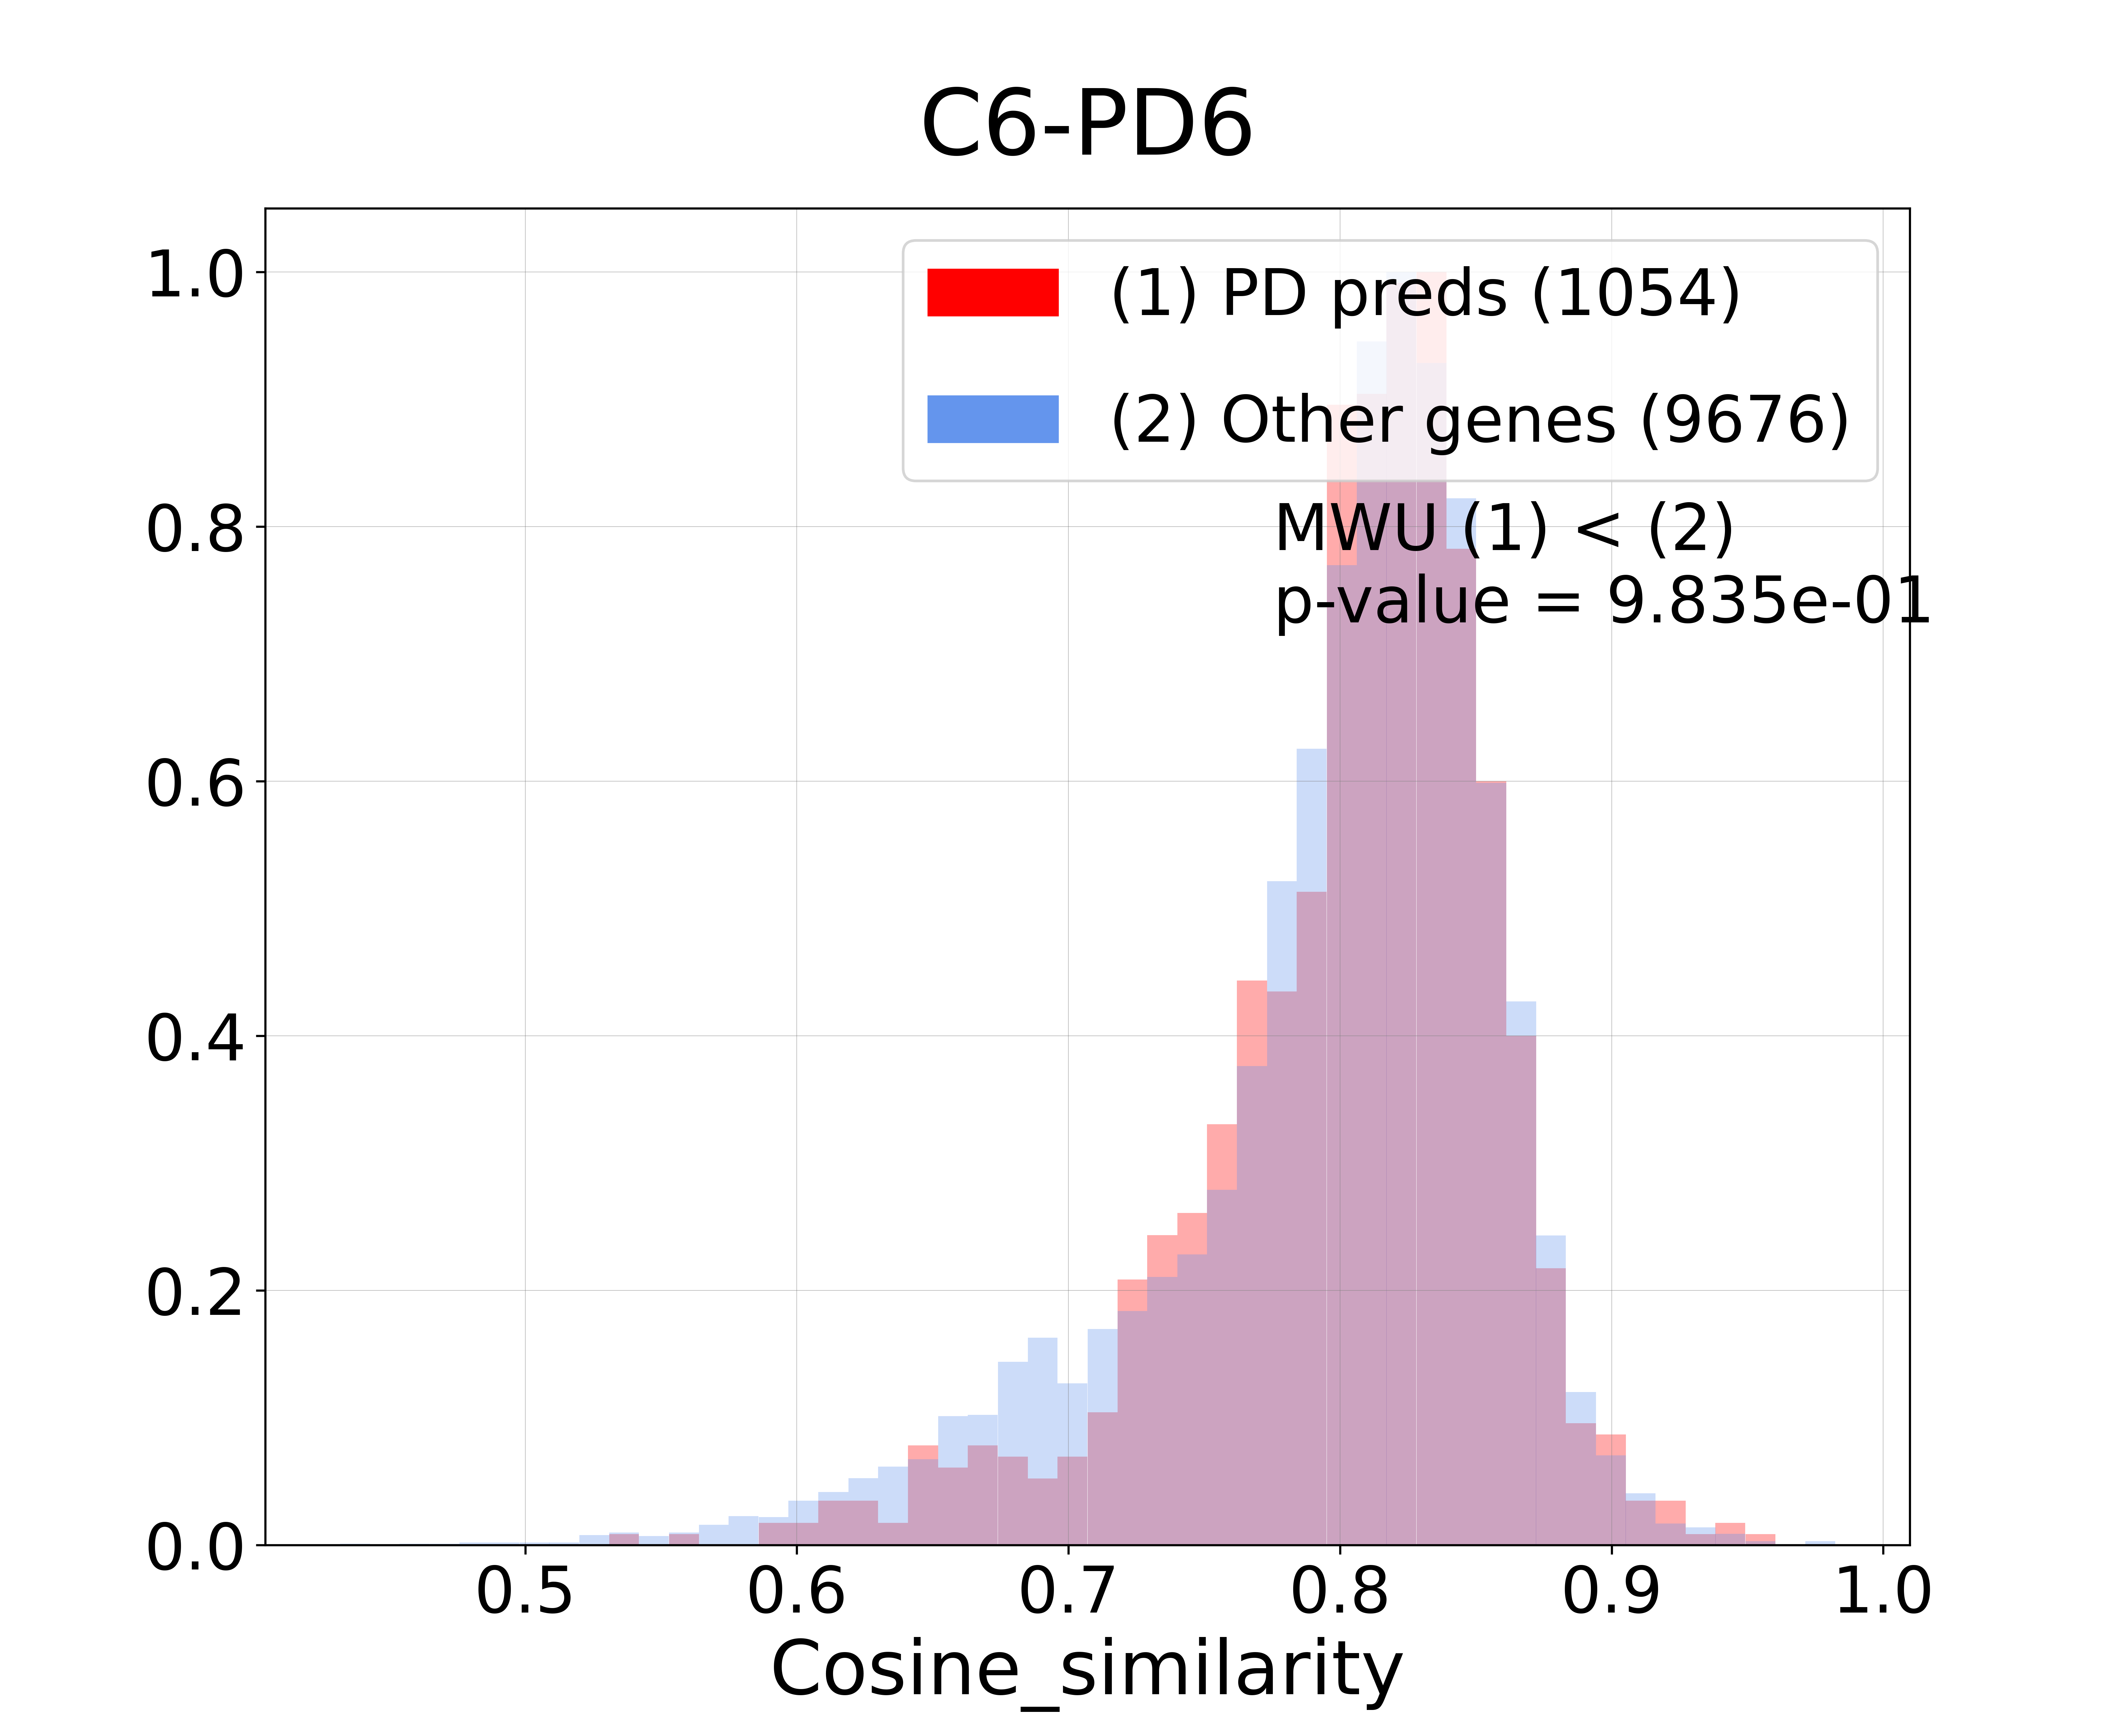 C6-PD6
(1) PD preds (1054)
(2) Other genes (9676)
MWU (1) < (2)
p-value = 9.835e-01
1.0
0.8
0.6
0.4
0.2
0.0
0.5 0.6 0.7 0.8 0.9 1.0
Cosine_similarity